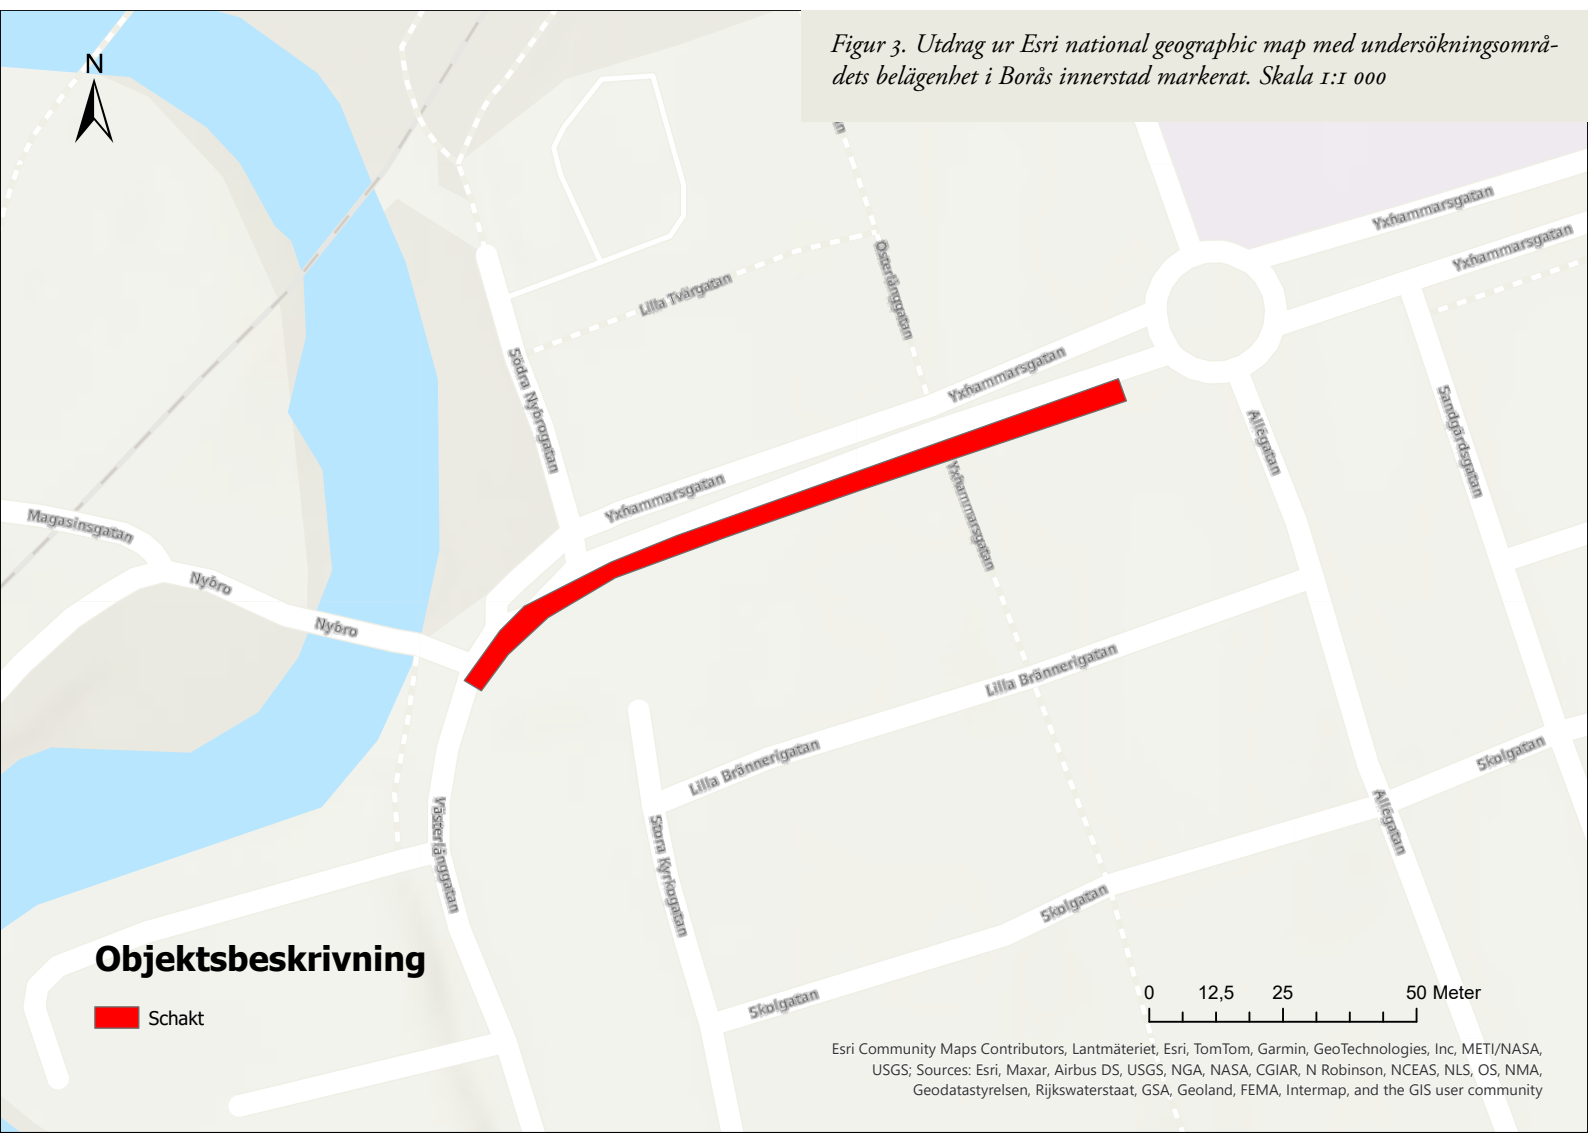 Figur 3. Utdrag ur Esri national geographic map med undersökningsområ-
dets belägenhet i Borås innerstad markerat. Skala 1:1 000
N
Yxhammarsgatan
Yxhammarsgatan
Österlånggatan
Lilla Tvärgatan
Södra Nybrogatan
Yxhammarsgatan
Sandgårdsgatan
Allégatan
Yxhammarsgatan
Yxhammarsgatan
Magasinsgatan
Nybro
Nybro
Lilla Brännerigatan
Lilla Brännerigatan
Skolgatan
Västerlånggatan
Stora Kyrkogatan
Allégatan
Skolgatan
Skolgatan
Objektsbeskrivning
Schakt
0 12,5 25 50 Meter
Esri Community Maps Contributors, Lantmäteriet, Esri, TomTom, Garmin, GeoTechnologies, Inc, METI/NASA,
USGS; Sources: Esri, Maxar, Airbus DS, USGS, NGA, NASA, CGIAR, N Robinson, NCEAS, NLS, OS, NMA,
Geodatastyrelsen, Rijkswaterstaat, GSA, Geoland, FEMA, Intermap, and the GIS user community